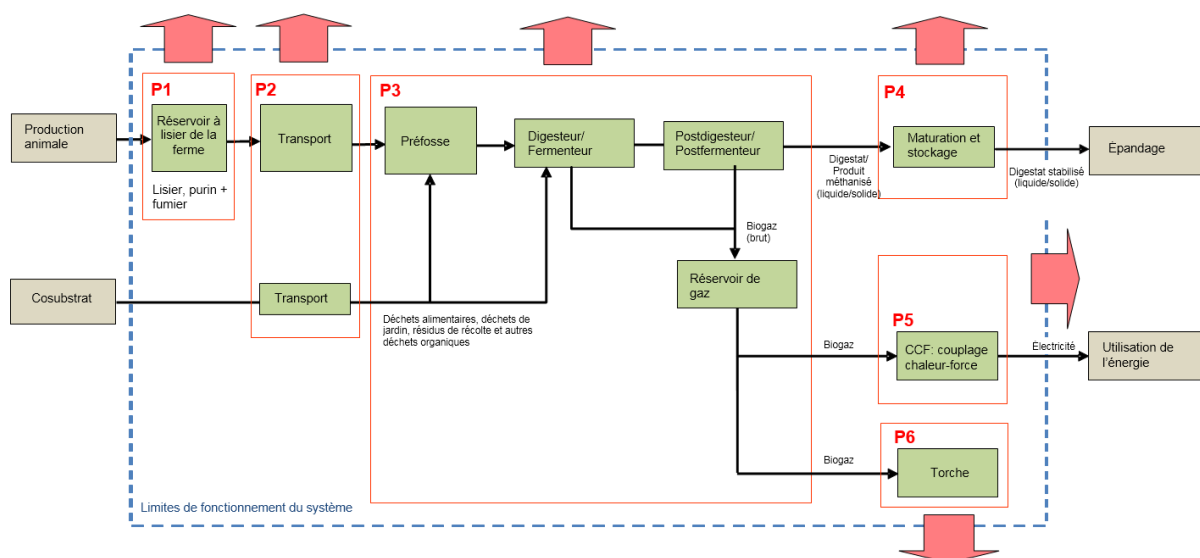 P1
P2
P3
P4
Production
animale
Réservoir à
lisier de la
ferme
Transport
Préfosse
Digesteur/
Fermenteur
Postdigesteur/
Postfermenteur
Maturation et
stockage
Épandage
Lisier, purin +
fumier
Digestat/
Produit
méthanisé
(liquide/solide)
Digestat stabilisé
(liquide/solide)
Biogaz
(brut)
Cosubstrat
Transport
Réservoir de
gaz
Déchets alimentaires, déchets de
jardin, résidus de récolte et autres
déchets organiques
P5
Biogaz
CCF: couplage
chaleur-force
Électricité
Utilisation de
l'énergie
P6
Biogaz
Torche
Limites de fonctionnement du système